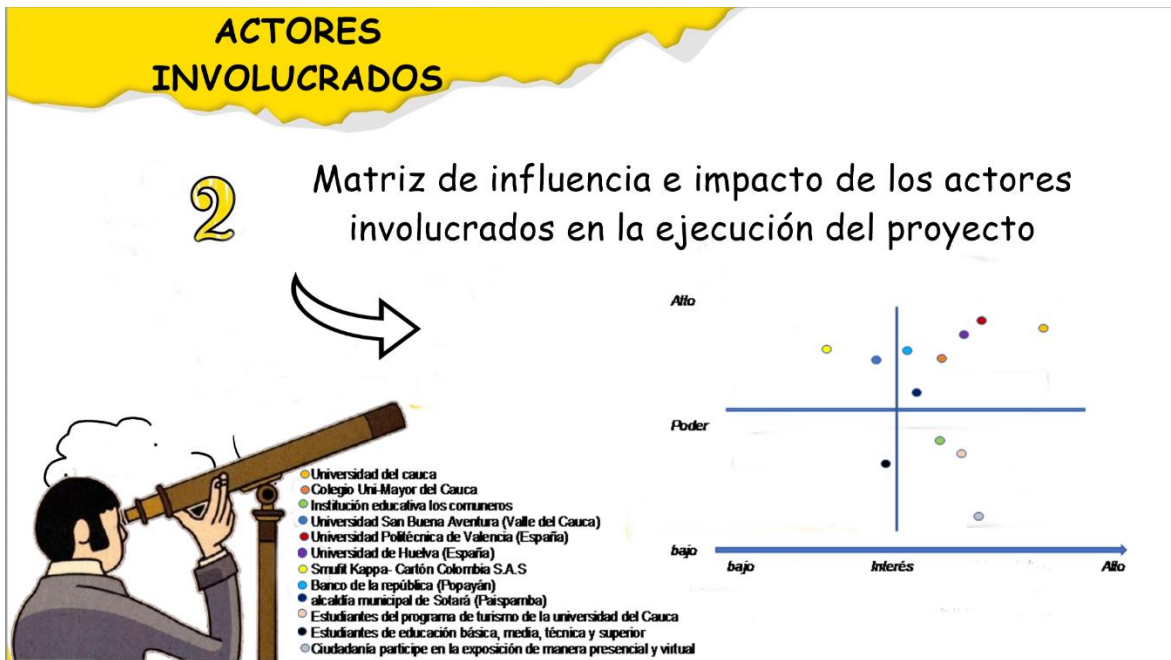 ACTORES
INVOLUCRADOS
2
Matriz de influencia e impacto de los actores
involucrados en la ejecución del proyecto
Alto
Poder
bajo
bajo Interés Alto
Universidad del cauca
Colegio Uni-Mayor del Cauca
Institución educativa los comuneros
Universidad San Buena Aventura (Valle del Cauca)
Universidad Politécnica de Valencia (España)
Universidad de Huelva (España)
Smufit Kappa- Cartón Colombia S.A.S
Banco de la república (Popayán)
alcaldía municipal de Sotará (Paispamba)
Estudiantes del programa de turismo de la universidad del Cauca
Estudiantes de educación básica, media, técnica y superior
Ciudadanía participe en la exposición de manera presencial y virtual